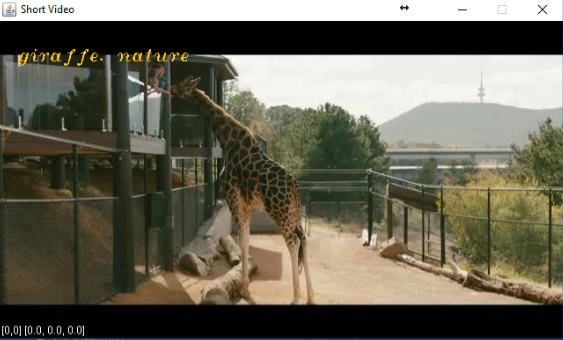 Short Video
giraffe. nature
[0,0] [0.0, 0.0, 0.0]